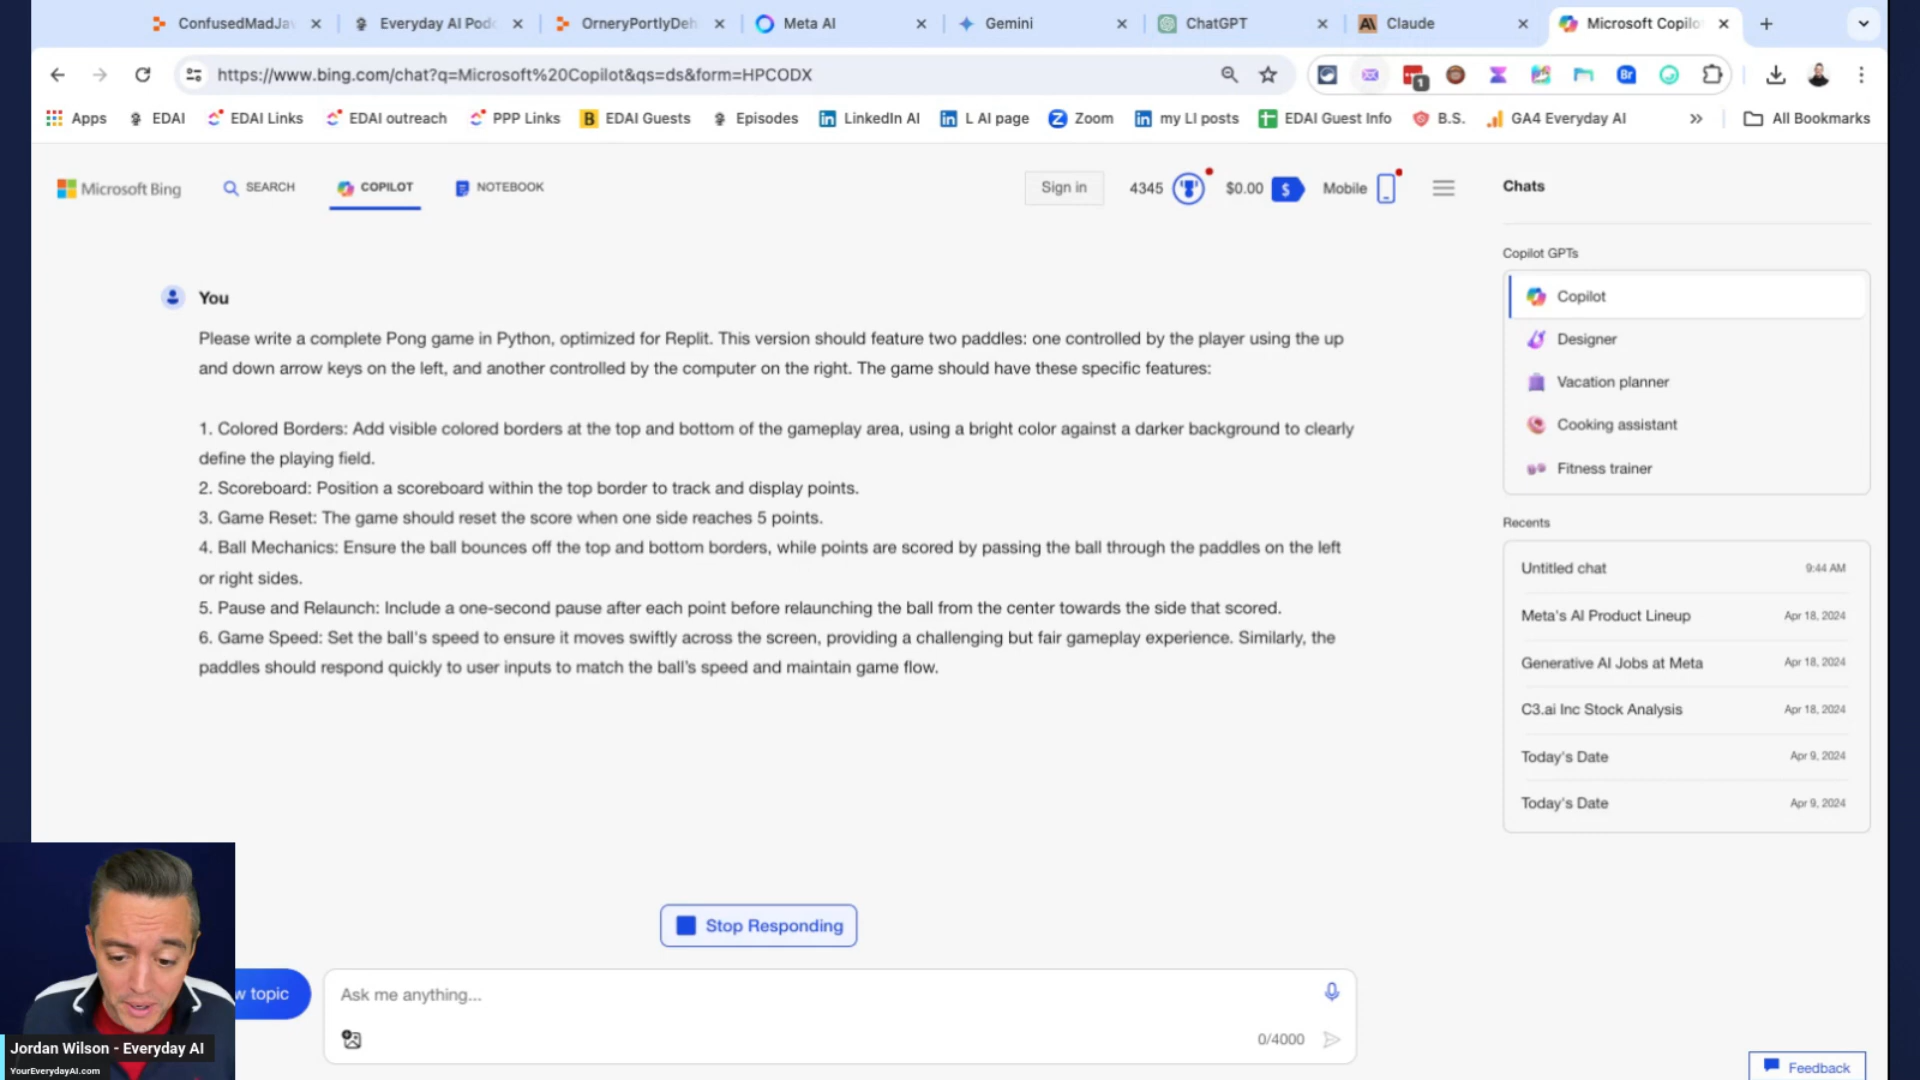 ConfusedMadJav
Everyday AI Podc
OrneryPortlyDeh
Meta AI
Gemini
ChatGPT
Claude
Microsoft Copilo
https://www.bing.com/chat?q=Microsoft%20Copilot&qs=ds&form=HPCODX
1
Br
Apps
EDAI
EDAI Links
EDAI outreach
PPP Links
B EDAI Guests
Episodes
in LinkedIn AI
in L AI page
Zoom
in my LI posts
EDAI Guest Info
B.S.
GA4 Everyday AI
All Bookmarks
Microsoft Bing
SEARCH
COPILOT
NOTEBOOK
Sign in
4345
$0.00 $
Mobile
Chats
Copilot GPTs
Copilot
Designer
Vacation planner
Cooking assistant
Fitness trainer
Recents
Untitled chat 9:44 AM
Meta's AI Product Lineup Apr 18, 2024
Generative AI Jobs at Meta Apr 18, 2024
C3.ai Inc Stock Analysis Apr 18, 2024
Today's Date Apr 9, 2024
Today's Date Apr 9, 2024
You
Please write a complete Pong game in Python, optimized for Replit. This version should feature two paddles: one controlled by the player using the up
and down arrow keys on the left, and another controlled by the computer on the right. The game should have these specific features:
1. Colored Borders: Add visible colored borders at the top and bottom of the gameplay area, using a bright color against a darker background to clearly
define the playing field.
2. Scoreboard: Position a scoreboard within the top border to track and display points.
3. Game Reset: The game should reset the score when one side reaches 5 points.
4. Ball Mechanics: Ensure the ball bounces off the top and bottom borders, while points are scored by passing the ball through the paddles on the left
or right sides.
5. Pause and Relaunch: Include a one-second pause after each point before relaunching the ball from the center towards the side that scored.
6. Game Speed: Set the ball's speed to ensure it moves swiftly across the screen, providing a challenging but fair gameplay experience. Similarly, the
paddles should respond quickly to user inputs to match the ball's speed and maintain game flow.
Stop Responding
w topic
Ask me anything...
0/4000
Feedback
Jordan Wilson - Everyday AI
YourEverydayAI.com